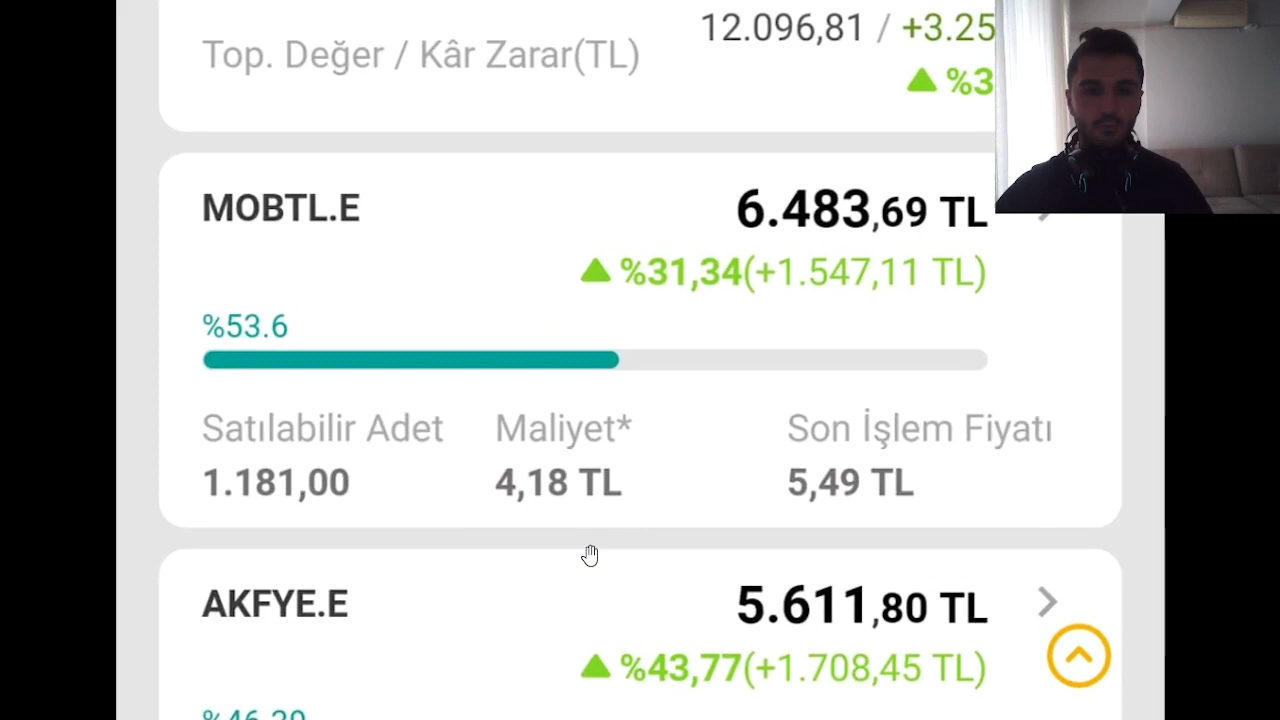 12.096,81 / +3.25
Top. Değer / Kâr Zarar(TL)
▲ %3
MOBTL.E
6.483,69 TL
▲ %31,34(+1.547,11 TL)
%53.6
Satılabilir Adet Maliyet* Son İşlem Fiyatı
1.181,00 4,18 TL 5,49 TL
AKFYE.E
5.611,80 TL
▲ %43,77(+1.708,45 TL)
%46.39